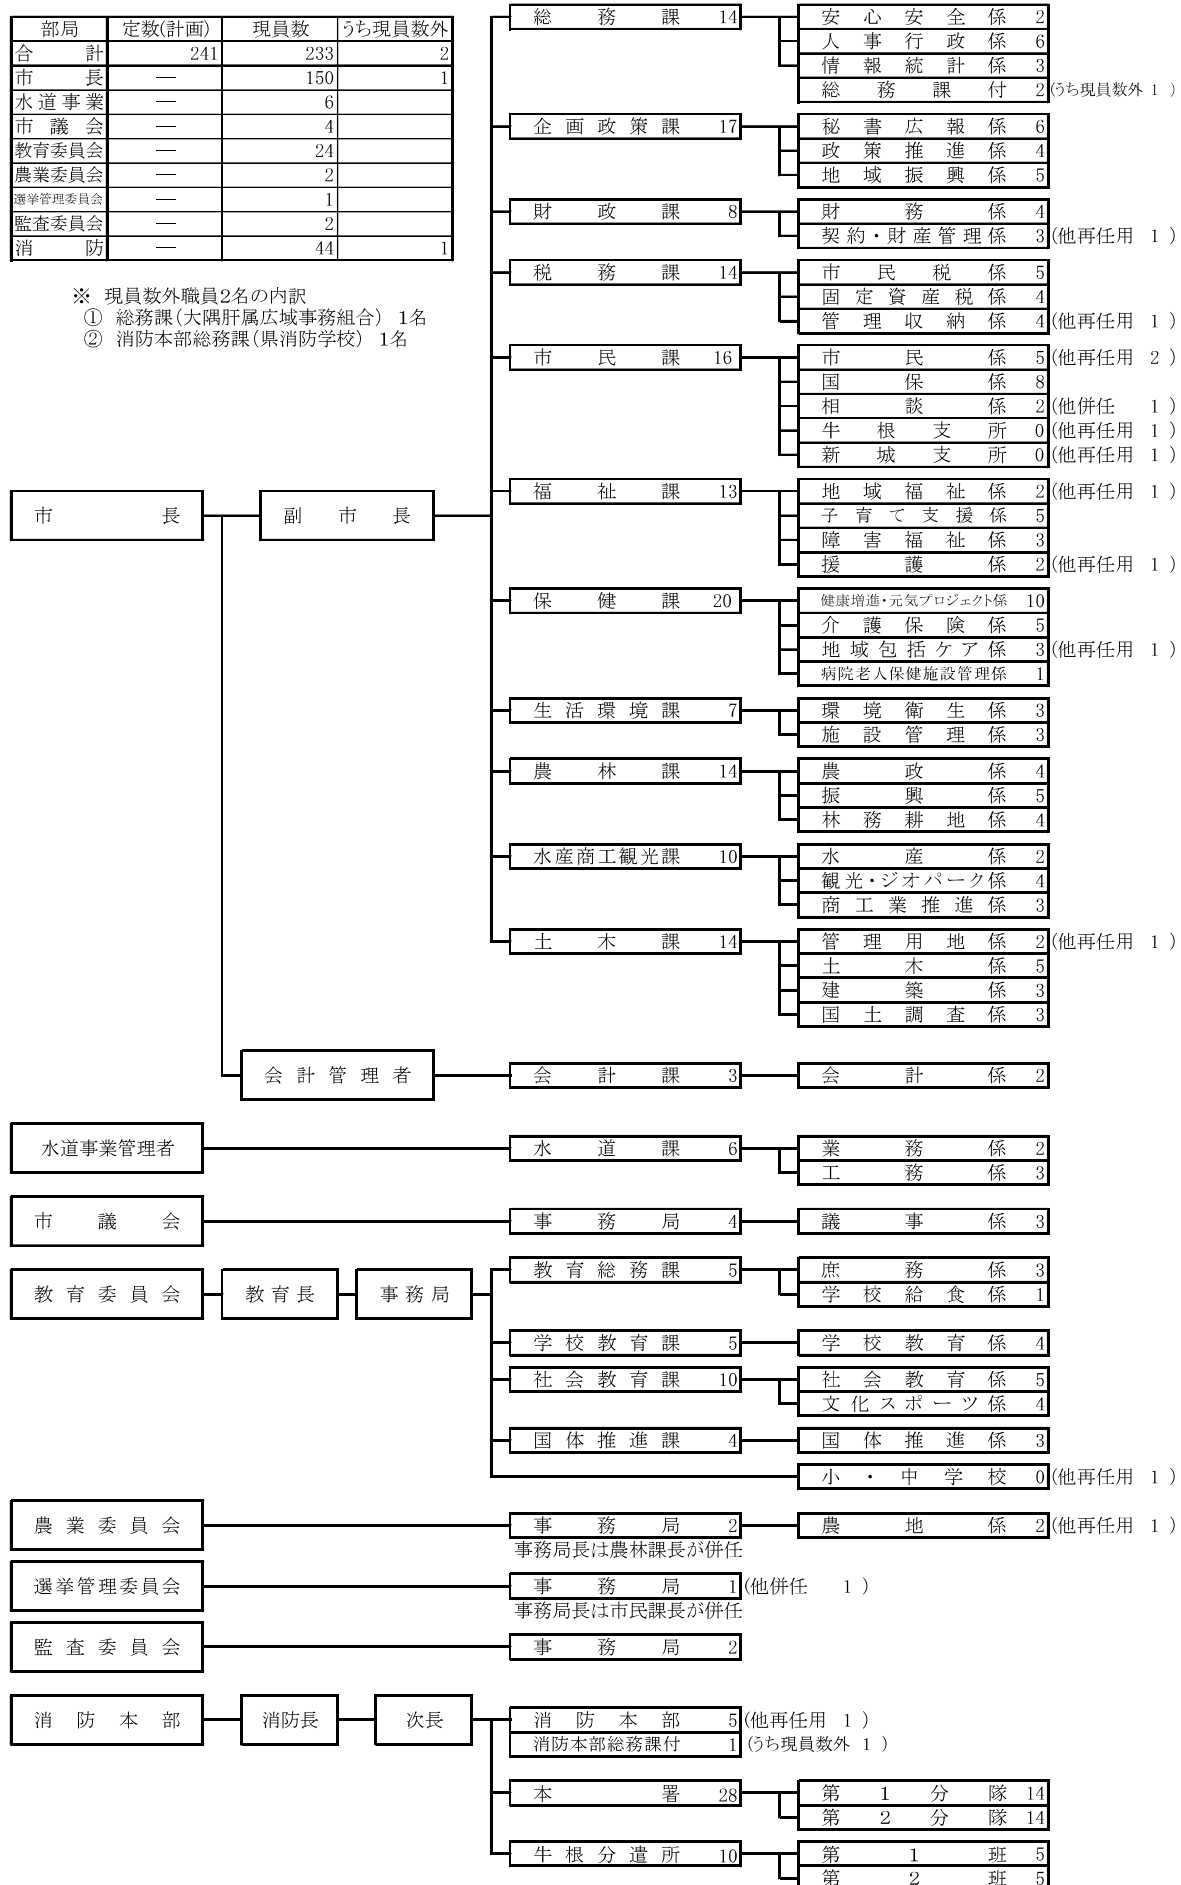 部局 定数(計画) 現員数 うち現員数外
合計 241 233 2
市長 ― 150 1
水道事業 ― 6
市議会 ― 4
教育委員会 ― 24
農業委員会 ― 2
選挙管理委員会 ― 1
監査委員会 ― 2
消防 ― 44 1
※ 現員数外職員2名の内訳
① 総務課(大隅肝属広域事務組合) 1名
② 消防本部総務課(県消防学校) 1名
市長
副市長
総務課 14
安心安全係 2
人事行政係 6
情報統計係 3
総務課付 2(うち現員数外 1 )
企画政策課 17
秘書広報係 6
政策推進係 4
地域振興係 5
財政課 8
財務係 4
契約・財産管理係 3(他再任用 1 )
税務課 14
市民税係 5
固定資産税係 4
管理収納係 4(他再任用 1 )
市民課 16
市民係 5(他再任用 2 )
国保係 8
相談係 2(他併任 1 )
牛根支所 0(他再任用 1 )
新城支所 0(他再任用 1 )
福祉課 13
地域福祉係 2(他再任用 1 )
子育て支援係 5
障害福祉係 3
援護係 2(他再任用 1 )
保健課 20
健康増進・元気プロジェクト係 10
介護保険係 5
地域包括ケア係 3(他再任用 1 )
病院老人保健施設管理係 1
生活環境課 7
環境衛生係 3
施設管理係 3
農林課 14
農政係 4
振興係 5
林務耕地係 4
水産商工観光課 10
水産係 2
観光・ジオパーク係 4
商工業推進係 3
土木課 14
管理用地係 2(他再任用 1 )
土木係 5
建築係 3
国土調査係 3
会計管理者
会計課 3
会計係 2
水道事業管理者
水道課 6
業務係 2
工務係 3
市議会
事務局 4
議事係 3
教育委員会
教育長
事務局
教育総務課 5
庶務係 3
学校給食係 1
学校教育課 5
学校教育係 4
社会教育課 10
社会教育係 5
文化スポーツ係 4
国体推進課 4
国体推進係 3
小・中学校 0(他再任用 1 )
農業委員会
事務局 2
農地係 2(他再任用 1 )
事務局長は農林課長が併任
選挙管理委員会
事務局 1(他併任 1 )
事務局長は市民課長が併任
監査委員会
事務局 2
消防本部
消防長
次長
消防本部 5(他再任用 1 )
消防本部総務課付 1(うち現員数外 1 )
本署 28
第1分隊 14
第2分隊 14
牛根分遣所 10
第1班 5
第2班 5